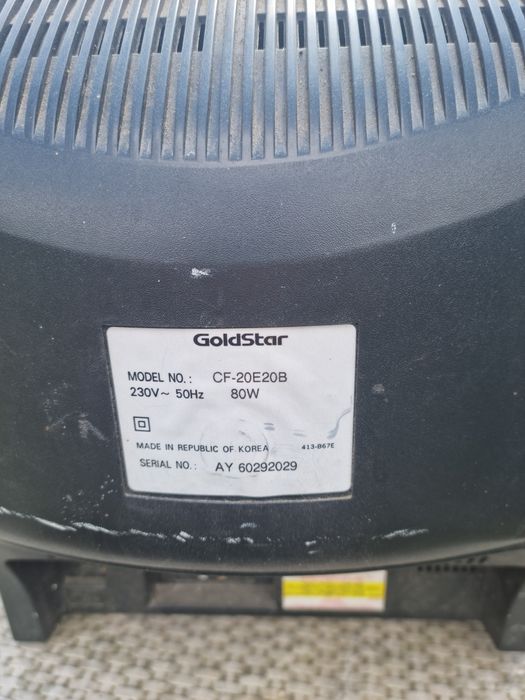 GoldStar
MODEL NO.: CF-20E20B
230V~ 50Hz 80W
MADE IN REPUBLIC OF KOREA 413-B67E
SERIAL NO.: AY 60292029